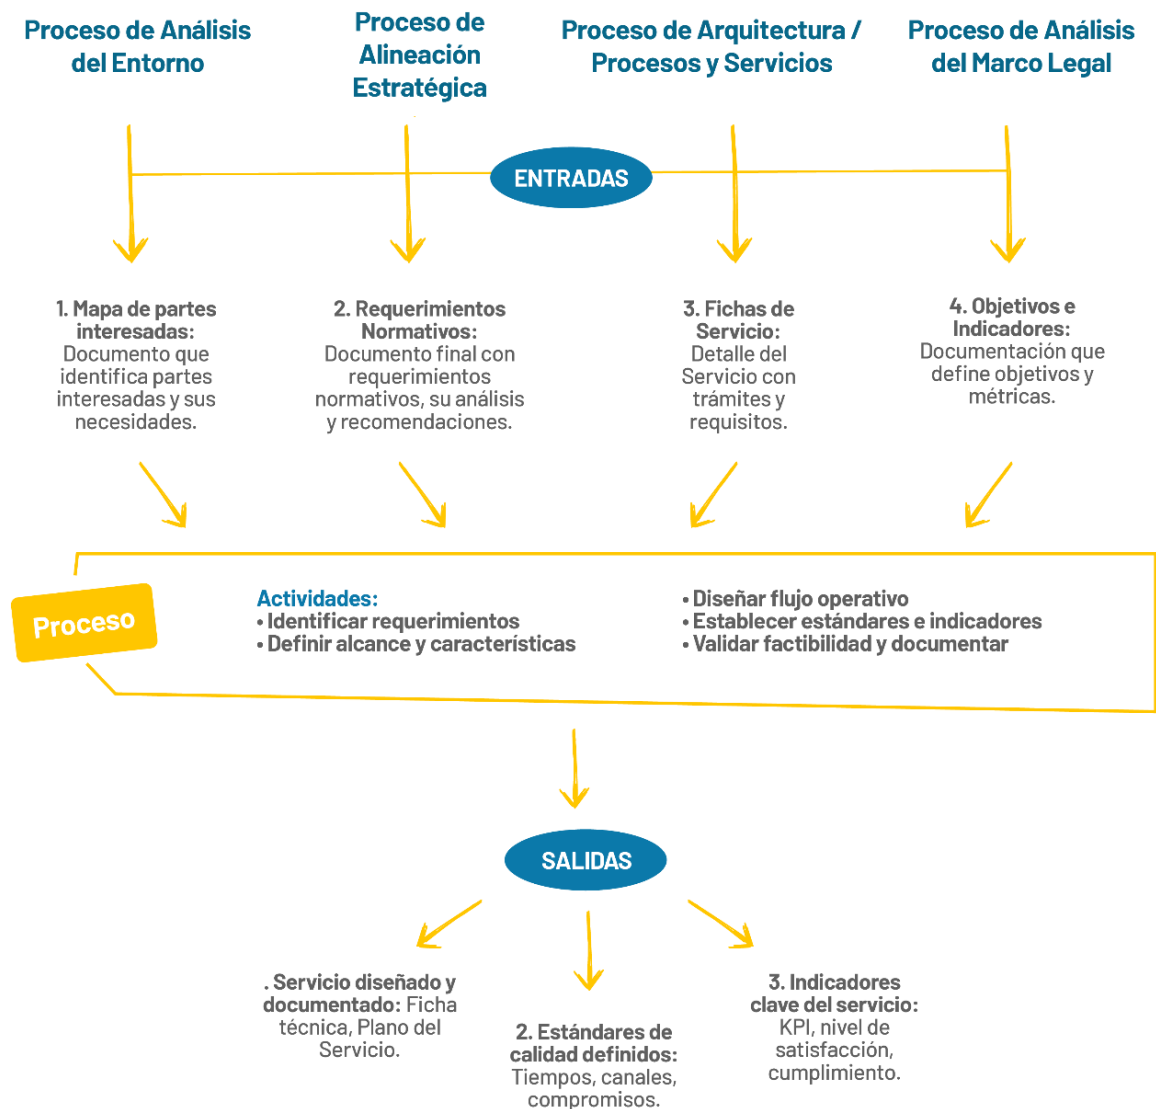 Proceso de Análisis
del Entorno
Proceso de
Alineación
Estratégica
Proceso de Arquitectura /
Procesos y Servicios
Proceso de Análisis
del Marco Legal
ENTRADAS
1. Mapa de partes
interesadas:
Documento que
identifica partes
interesadas y sus
necesidades.
2. Requerimientos
Normativos:
Documento final con
requerimientos
normativos, su análisis
y recomendaciones.
3. Fichas de
Servicio:
Detalle del
Servicio con
trámites y
requisitos.
4. Objetivos e
Indicadores:
Documentación que
define objetivos y
métricas.
Proceso
Actividades:
• Identificar requerimientos
• Definir alcance y características
• Diseñar flujo operativo
• Establecer estándares e indicadores
• Validar factibilidad y documentar
SALIDAS
. Servicio diseñado y
documentado: Ficha
técnica, Plano del
Servicio.
2. Estándares de
calidad definidos:
Tiempos, canales,
compromisos.
3. Indicadores
clave del servicio:
KPI, nivel de
satisfacción,
cumplimiento.